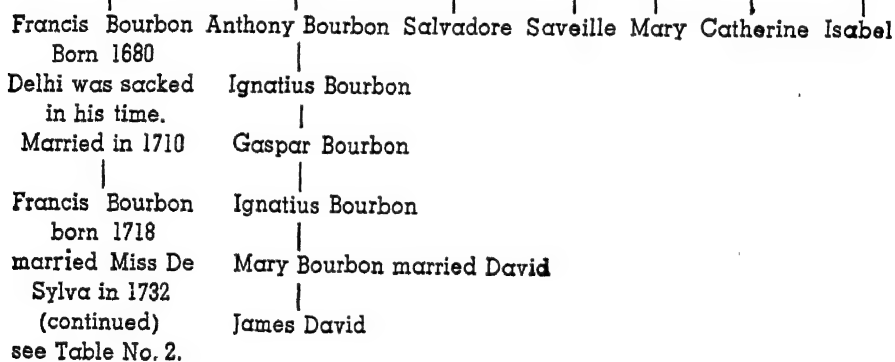 Francis Bourbon Anthony Bourbon Salvadore Saveille Mary Catherine Isabel
Born 1680
Delhi was sacked Ignatius Bourbon
in his time.
Married in 1710 Gaspar Bourbon
Francis Bourbon Ignatius Bourbon
born 1718
married Miss De Mary Bourbon married David
Sylva in 1732
(continued) James David
see Table No. 2.